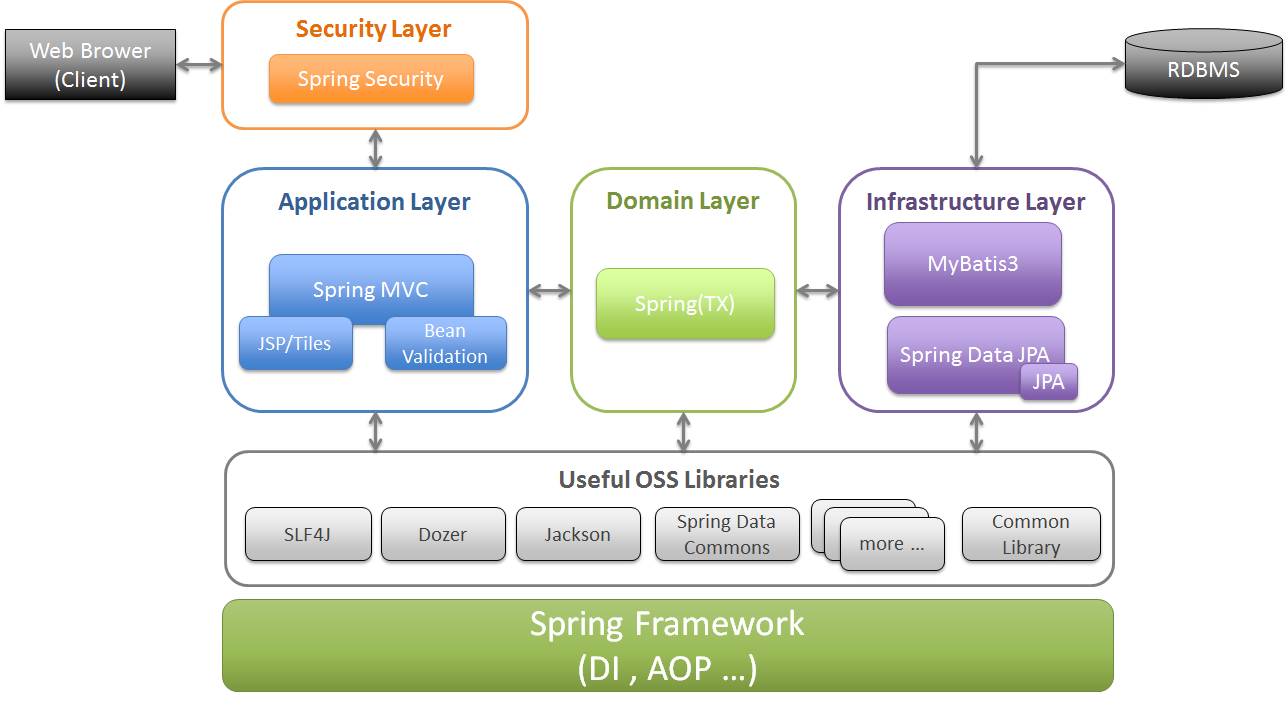 Security Layer
Web Brower
(Client)
Spring Security
RDBMS
Application Layer
Spring MVC
JSP/Tiles
Bean
Validation
Domain Layer
Spring(TX)
Infrastructure Layer
MyBatis3
Spring Data JPA
JPA
Useful OSS Libraries
SLF4J
Dozer
Jackson
Spring Data
Commons
more ...
Common
Library
Spring Framework
(DI , AOP ...)